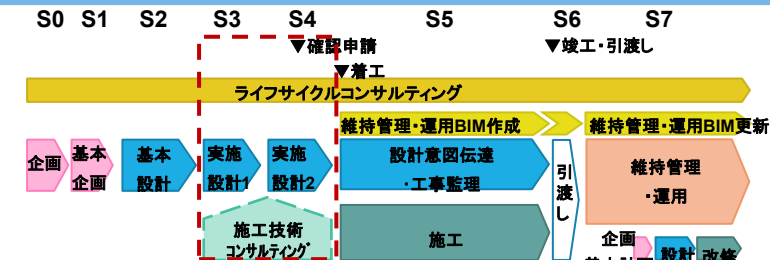 S0 S1 S2 S3 S4 S5 S6 S7
▼確認申請 ▼竣工・引渡し
▼着工
ライフサイクルコンサルティング
維持管理・運用BIM作成 維持管理・運用BIM更新
企画
基本
企画
基本
設計
実施
設計1
実施
設計2
設計意図伝達
・工事監理
引
渡
し
維持管理
・運用
施工技術
コンサルティング
施工
企画
設計
改修